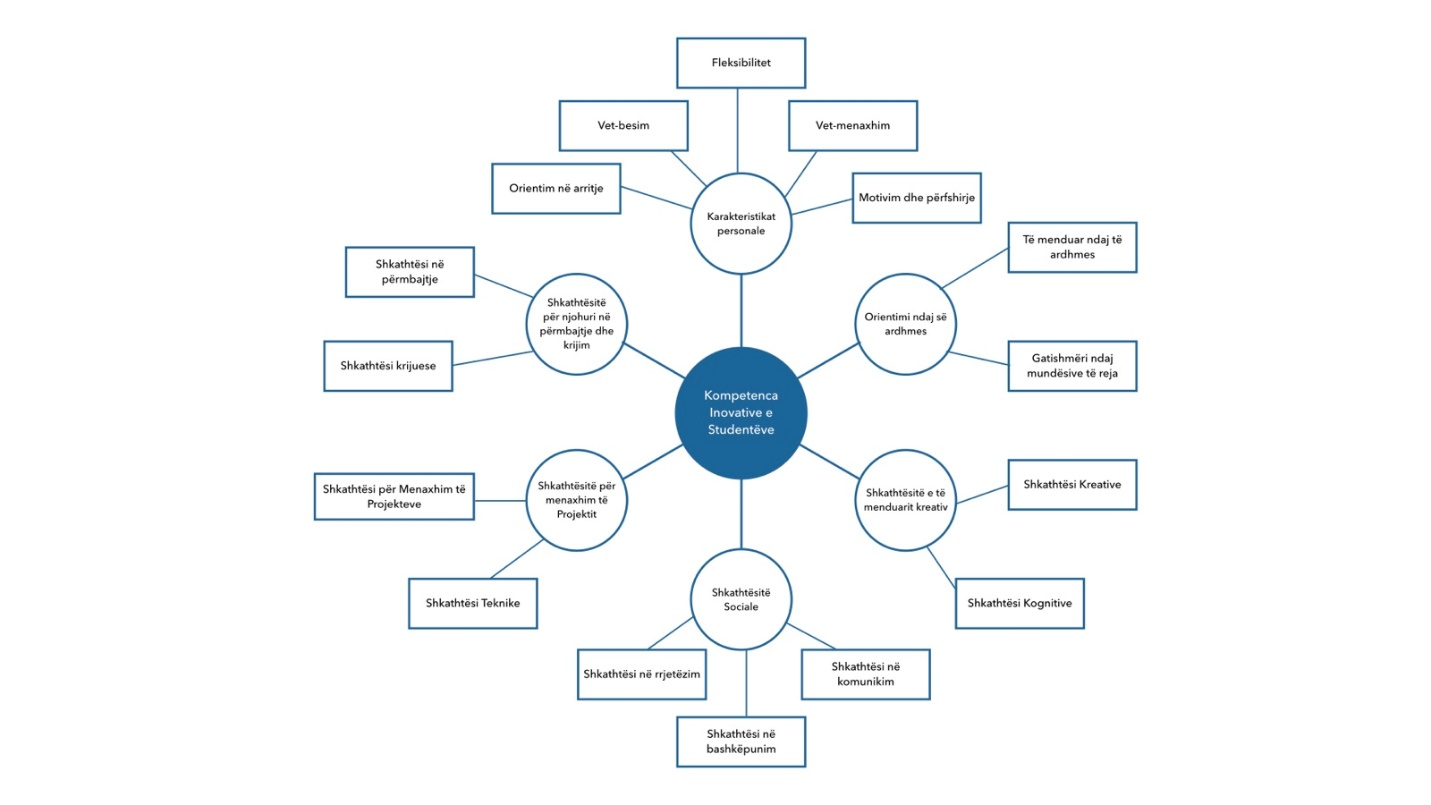 Fleksibilitet
Vet-besim
Vet-menaxhim
Orientim në arritje
Motivim dhe përfshirje
Karakteristikat
personale
Të menduar ndaj të
ardhmes
Shkathtësi në
përmbajtje
Shkathtësitë
për njohuri në
përmbajtje dhe
krijim
Orientimi ndaj së
ardhmes
Shkathtësi krijuese
Gatishmëri ndaj
mundësive të reja
Kompetenca
Inovative e
Studentëve
Shkathtësi për Menaxhim të
Projekteve
Shkathtësitë për
menaxhim të
Projektit
Shkathtësitë e të
menduarit kreativ
Shkathtësi Kreative
Shkathtësi Teknike
Shkathtësitë
Sociale
Shkathtësi Kognitive
Shkathtësi në rrjetëzim
Shkathtësi në
komunikim
Shkathtësi në
bashkëpunim